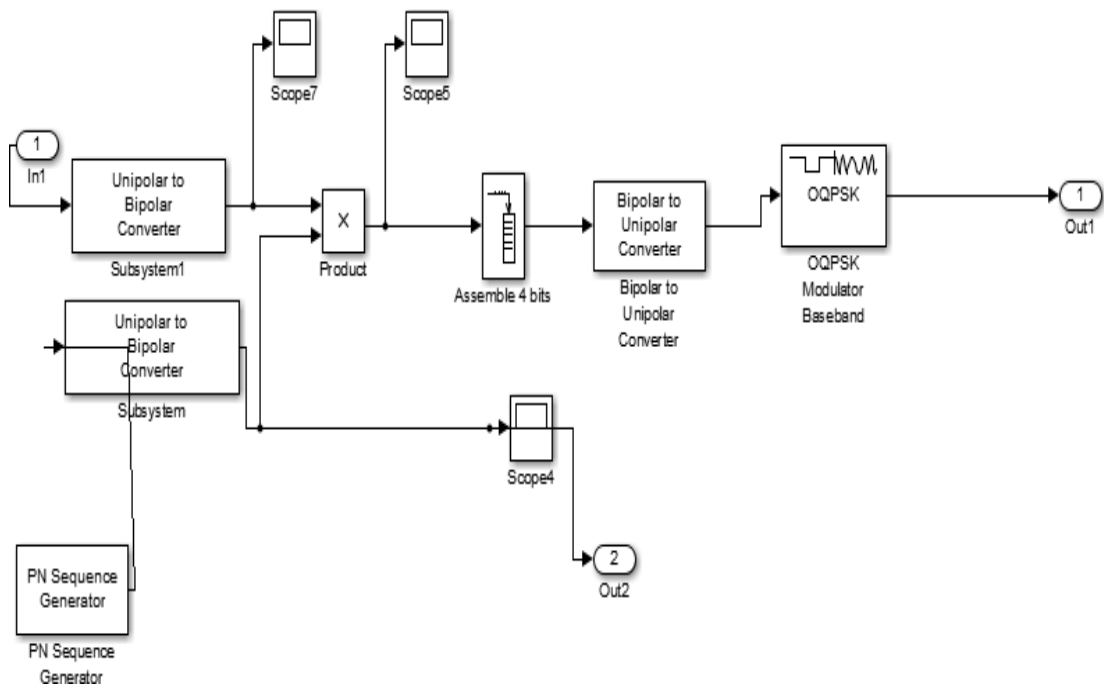 Scope7
Scope5
1
In1
Unipolar to
Bipolar
Converter
Subsystem1
X
Product
Assemble 4 bits
Bipolar to
Unipolar
Converter
Bipolar to
Unipolar
Converter
OQPSK
OQPSK
Modulator
Baseband
1
Out1
Unipolar to
Bipolar
Converter
Subsystem
Scope4
2
Out2
PN Sequence
Generator
PN Sequence
Generator